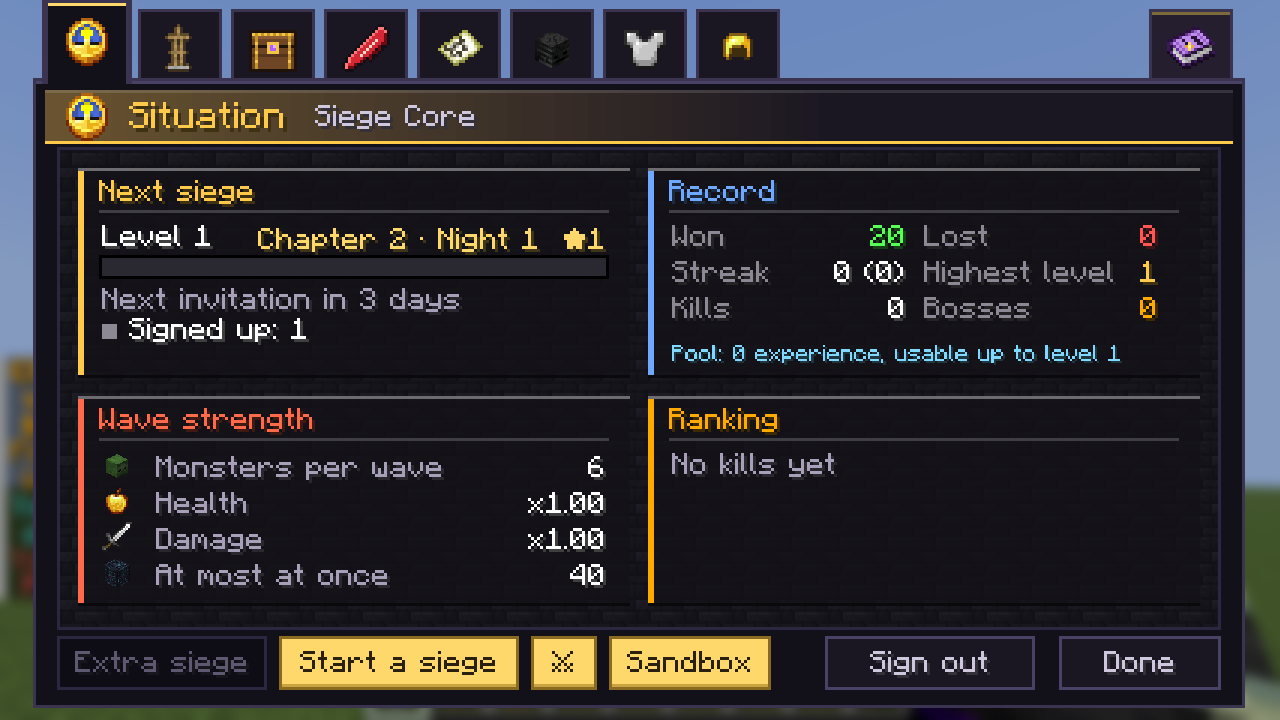 Situation Siege Core
Next siege
Level 1 Chapter 2 · Night 1 ★1
Next invitation in 3 days
Signed up: 1
Record
Won 20 Lost 0
Streak 0 (0) Highest level 1
Kills 0 Bosses 0
Pool: 0 experience, usable up to level 1
Wave strength
Monsters per wave 6
Health x1.00
Damage x1.00
At most at once 40
Ranking
No kills yet
Extra siege Start a siege X Sandbox Sign out Done